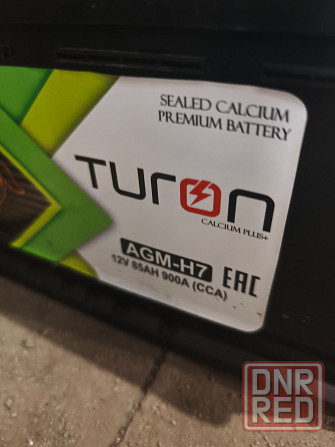 SEALED CALCIUM
PREMIUM BATTERY
TURON
CALCIUM PLUS+
AGM-H7
12V 85AH 900A (CCA)
EAC
DNR
RED